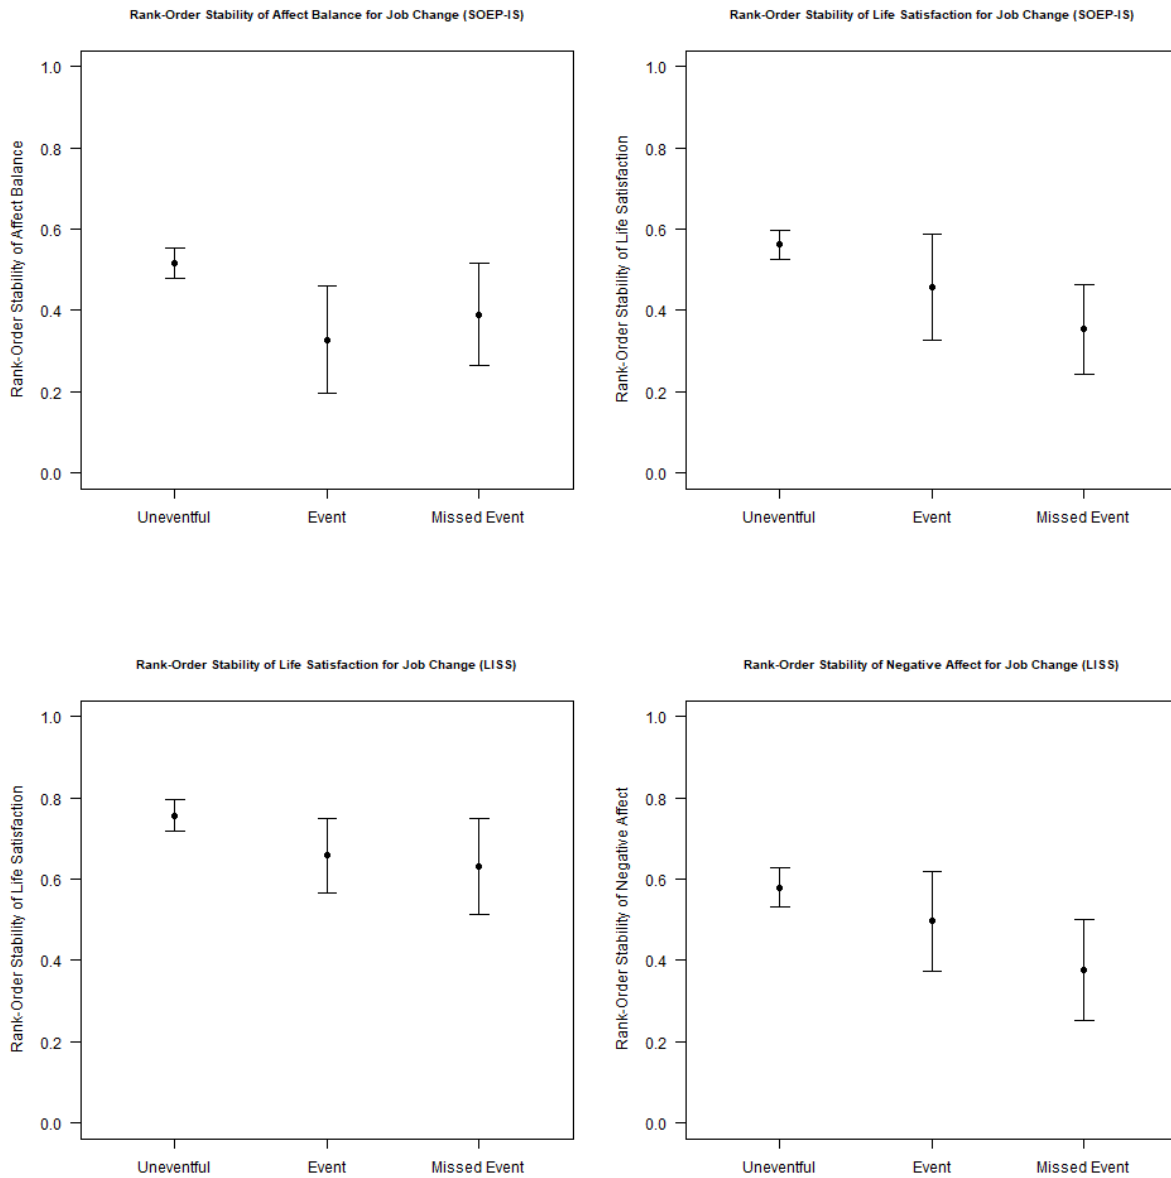 Rank-Order Stability of Affect Balance for Job Change (SOEP-IS)
Rank-Order Stability of Affect Balance
1.0
0.8
0.6
0.4
0.2
0.0
Uneventful Event Missed Event
Rank-Order Stability of Life Satisfaction for Job Change (SOEP-IS)
Rank-Order Stability of Life Satisfaction
1.0
0.8
0.6
0.4
0.2
0.0
Uneventful Event Missed Event
Rank-Order Stability of Life Satisfaction for Job Change (LISS)
Rank-Order Stability of Life Satisfaction
1.0
0.8
0.6
0.4
0.2
0.0
Uneventful Event Missed Event
Rank-Order Stability of Negative Affect for Job Change (LISS)
Rank-Order Stability of Negative Affect
1.0
0.8
0.6
0.4
0.2
0.0
Uneventful Event Missed Event